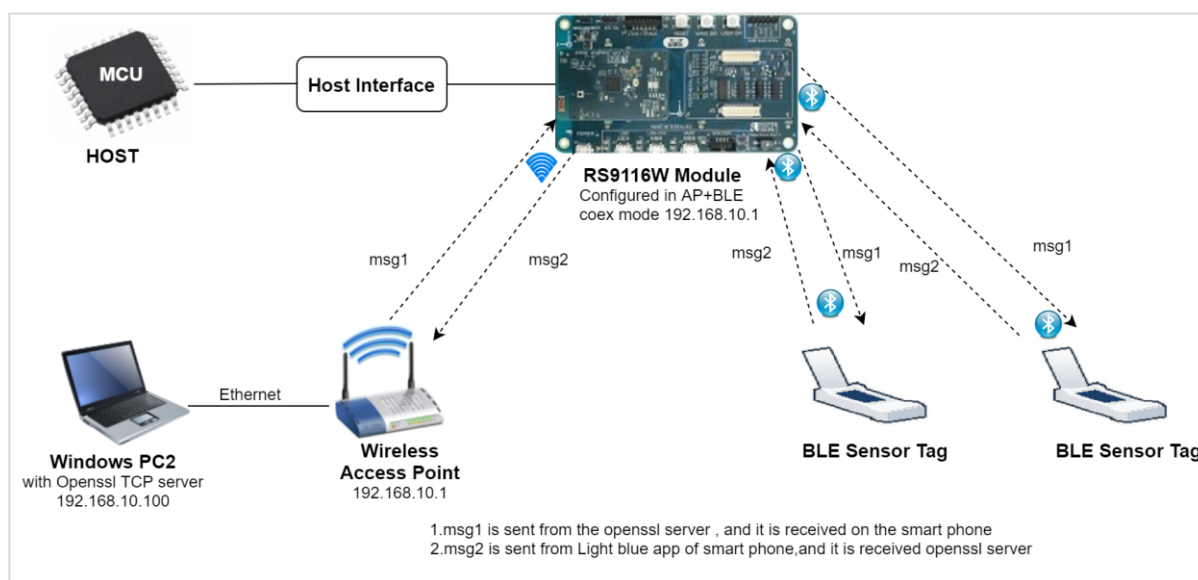 MCU
HOST
Host Interface
RS9116W Module
Configured in AP+BLE
coex mode 192.168.10.1
msg1
msg2
msg2
msg1
msg2
msg1
Ethernet
Windows PC2
with Openssl TCP server
192.168.10.100
Wireless
Access Point
192.168.10.1
BLE Sensor Tag
BLE Sensor Tag
1.msg1 is sent from the openssl server , and it is received on the smart phone
2.msg2 is sent from Light blue app of smart phone,and it is received openssl server